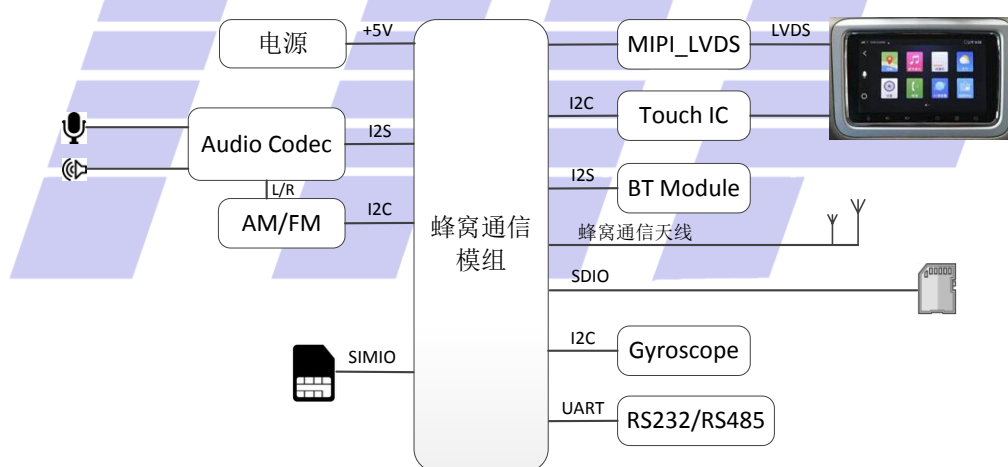 电源
+5V
MIPI_LVDS
LVDS
Audio Codec
I2S
I2C
Touch IC
L/R
I2S
BT Module
AM/FM
I2C
蜂窝通信
模组
蜂窝通信天线
SDIO
SIMIO
I2C
Gyroscope
UART
RS232/RS485